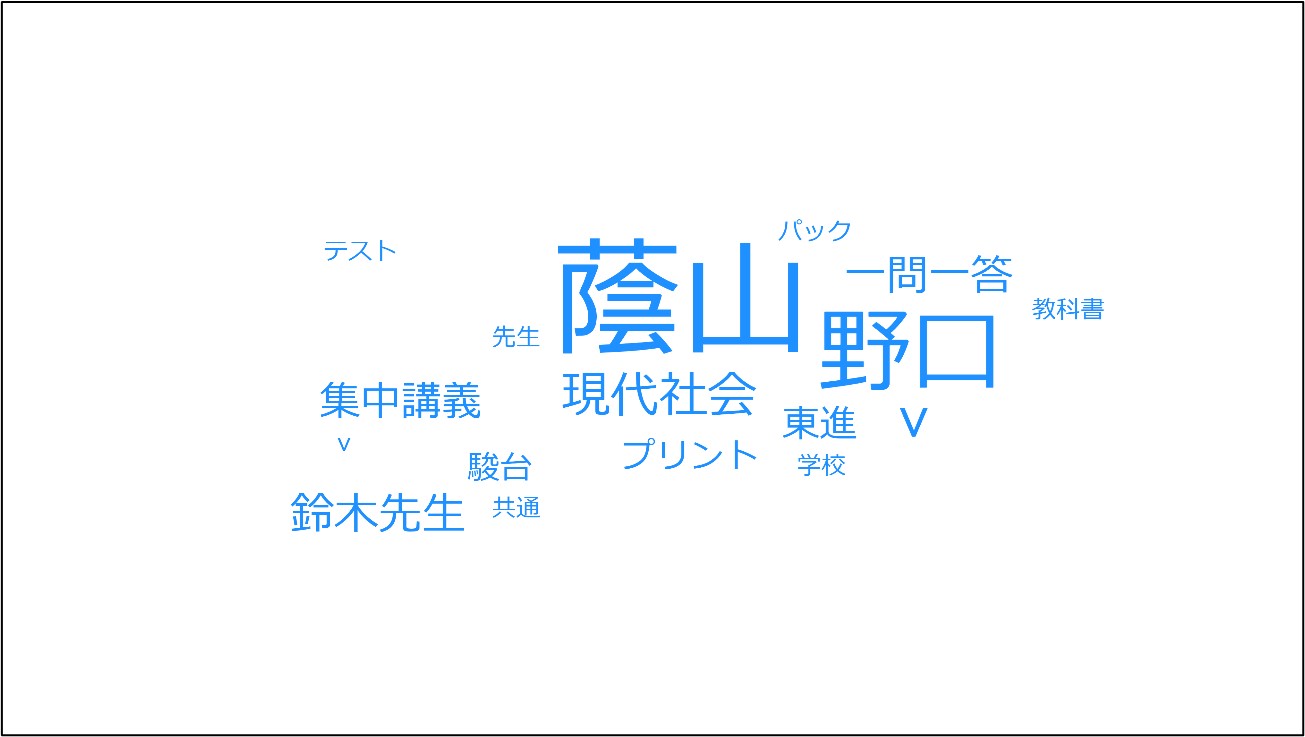 パック
テスト
蔭山
一問一答
教科書
先生
野口
現代社会
集中講義
東進
V
v
プリント
駿台
学校
鈴木先生
共通